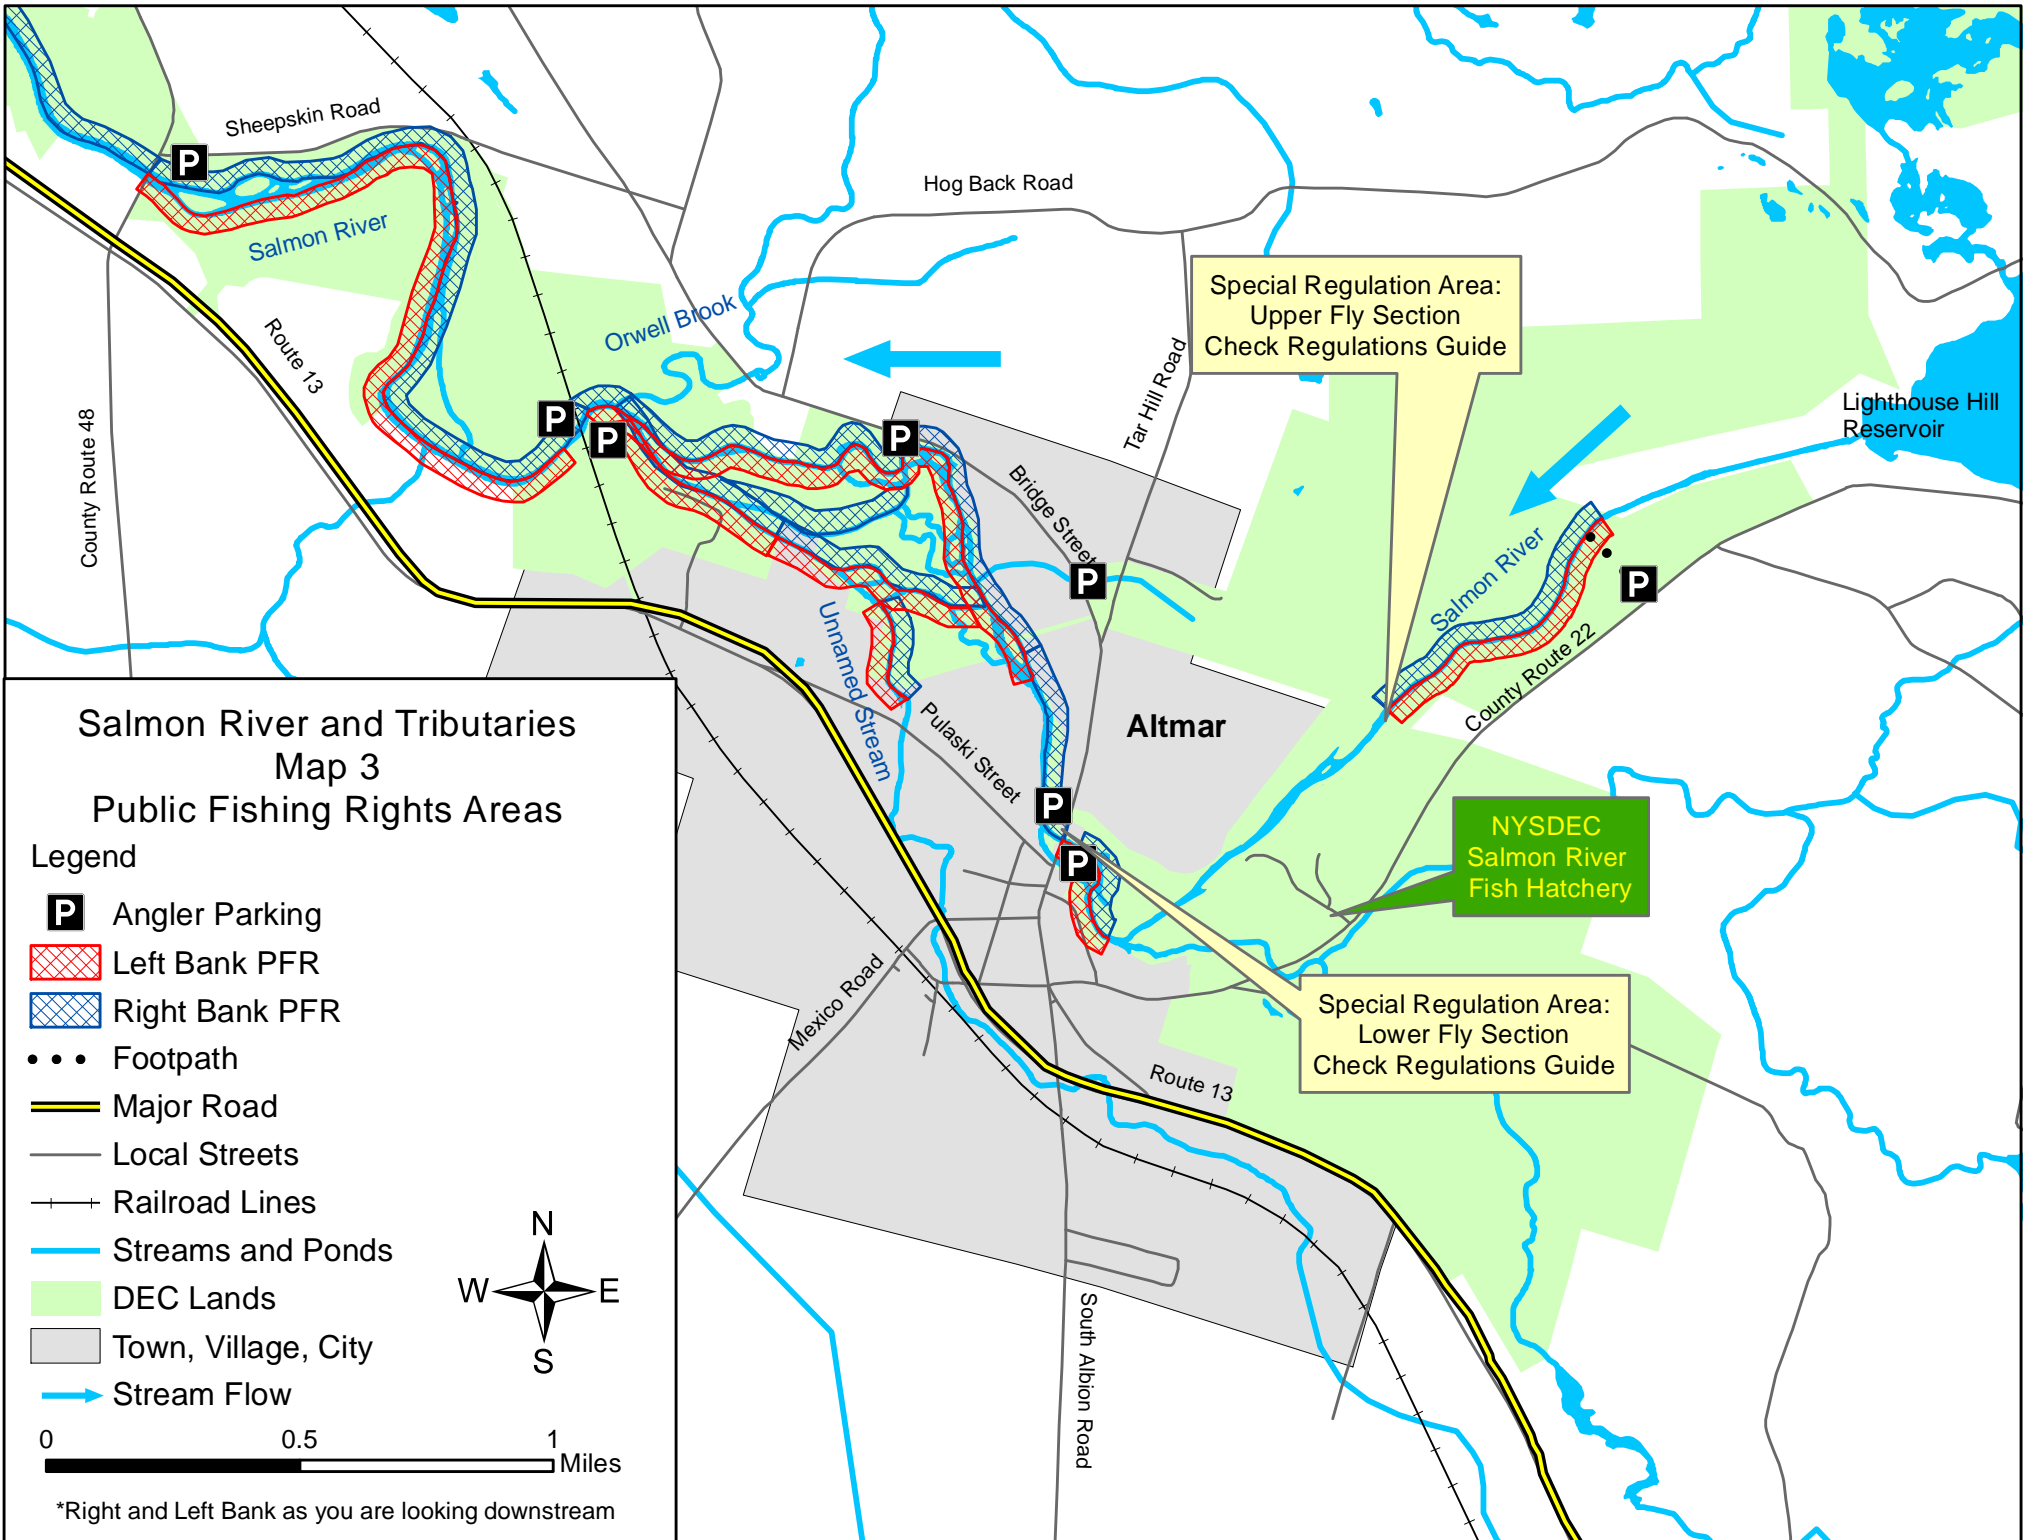 Sheepskin Road
P
Salmon River
Hog Back Road
Special Regulation Area:
Upper Fly Section
Check Regulations Guide
Orwell Brook
Route 13
County Route 48
Tar Hill Road
Lighthouse Hill
Reservoir
P
P
P
Bridge Street
P
Salmon River
P
County Route 22
Unnamed Stream
Pulaski Street
Altmar
P
P
NYSDEC
Salmon River
Fish Hatchery
Mexico Road
Special Regulation Area:
Lower Fly Section
Check Regulations Guide
Route 13
South Albion Road
Salmon River and Tributaries
Map 3
Public Fishing Rights Areas
Legend
P Angler Parking
Left Bank PFR
Right Bank PFR
Footpath
Major Road
Local Streets
Railroad Lines
Streams and Ponds
DEC Lands
Town, Village, City
Stream Flow
N
W E
S
0 0.5 1
Miles
*Right and Left Bank as you are looking downstream